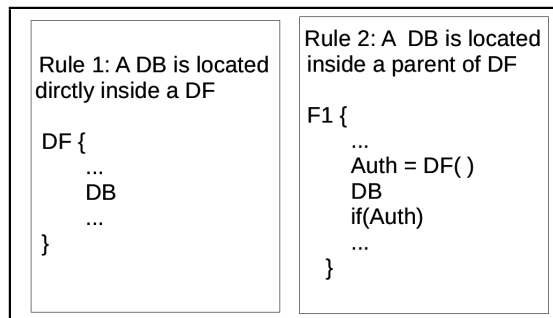 Rule 1: A DB is located
dirctly inside a DF
DF {
...
DB
...
}
Rule 2: A DB is located
inside a parent of DF
F1 {
...
Auth = DF( )
DB
if(Auth)
...
}